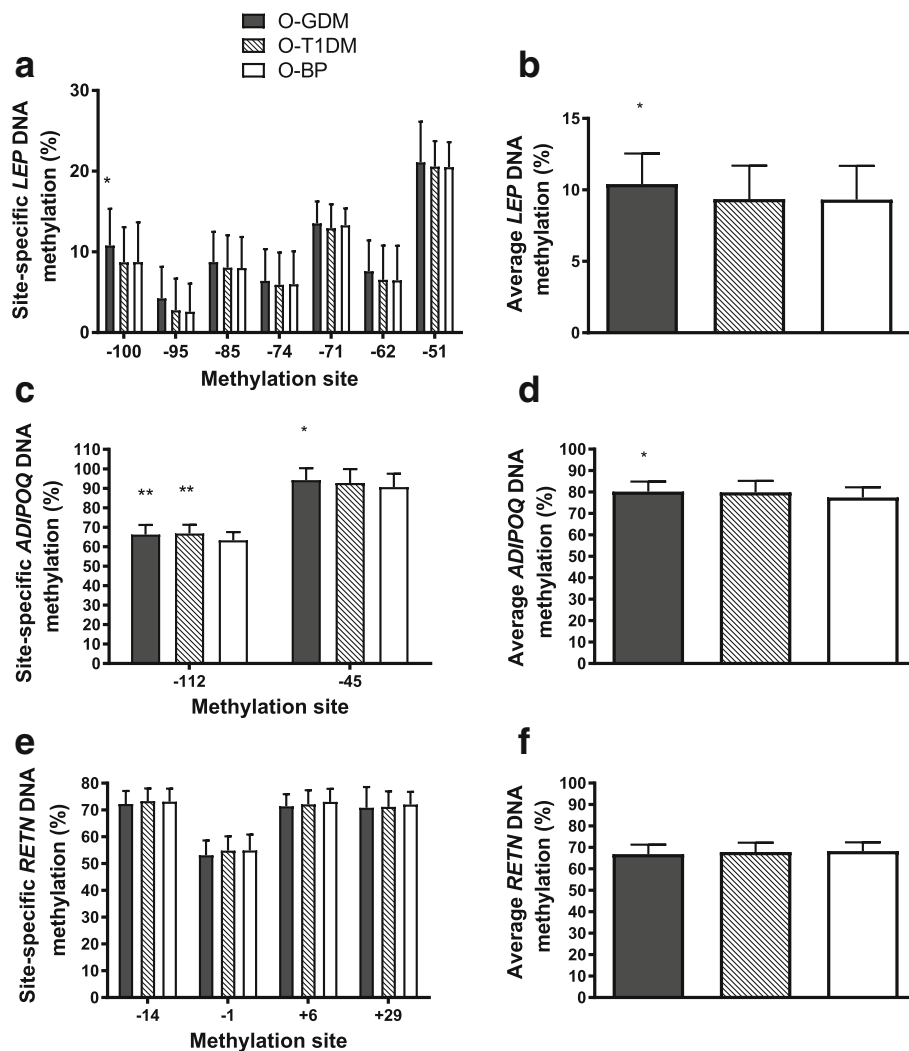 O-GDM
O-T1DM
O-BP
a
Site-specific LEP DNA
methylation (%)
30
20
10
0
*
-100 -95 -85 -74 -71 -62 -51
Methylation site
b
Average LEP DNA
methylation (%)
15
10
5
0
*
c
Site-specific ADIPOQ DNA
methylation (%)
110
100
90
80
70
60
50
40
30
20
10
0
** ** *
-112 -45
Methylation site
d
Average ADIPOQ DNA
methylation (%)
100
90
80
70
60
50
40
30
20
10
0
*
e
Site-specific RETN DNA
methylation (%)
80
70
60
50
40
30
20
10
0
-14 -1 +6 +29
Methylation site
f
Average RETN DNA
methylation (%)
100
90
80
70
60
50
40
30
20
10
0